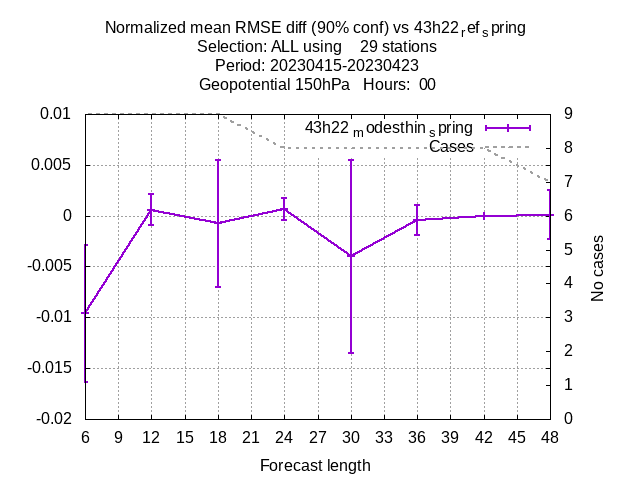 Normalized mean RMSE diff (90% conf) vs 43h22refspring
Selection: ALL using 29 stations
Period: 20230415-20230423
Geopotential 150hPa Hours: 00
43h22modesthinspring
Cases
0.01
0.005
0
-0.005
-0.01
-0.015
-0.02
9
8
7
6
5
4
3
2
1
0
No cases
6 9 12 15 18 21 24 27 30 33 36 39 42 45 48
Forecast length